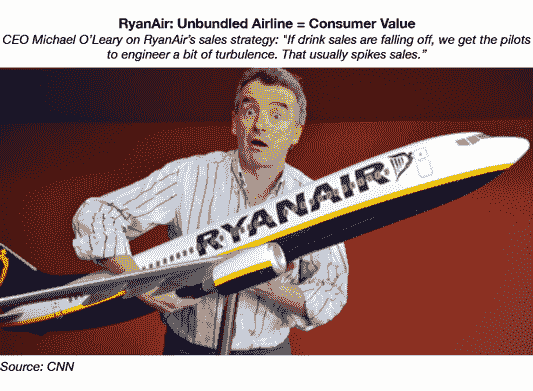 RyanAir: Unbundled Airline = Consumer Value
CEO Michael O'Leary on RyanAir's sales strategy: "If drink sales are falling off, we get the pilots
to engineer a bit of turbulence. That usually spikes sales."
RYANAIR
Source: CNN